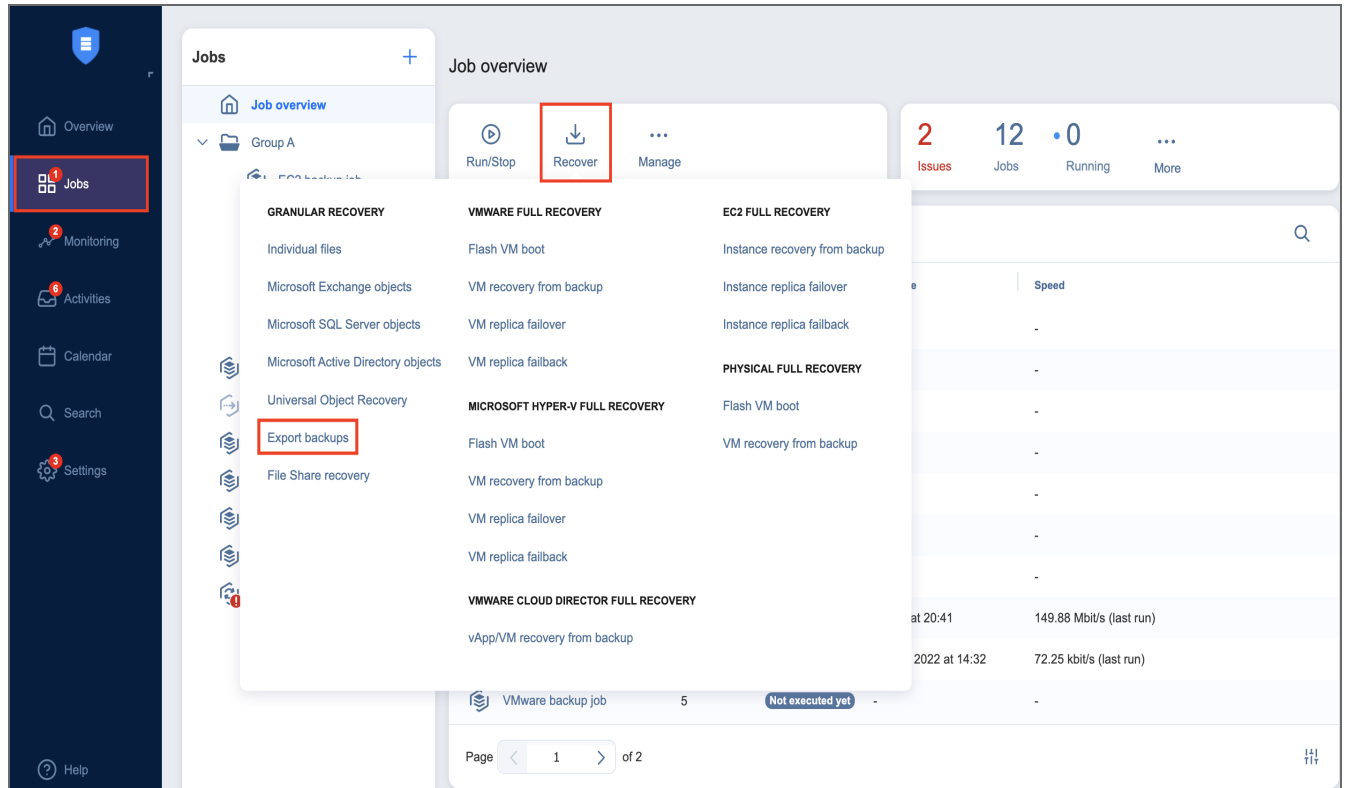 Overview
1
Jobs
2
Monitoring
6
Activities
Calendar
Search
3
Settings
Help
Jobs
Job overview
Group A
EC2 backup job
Job overview
Run/Stop
Recover
Manage
2
Issues
12
Jobs
0
Running
More
GRANULAR RECOVERY
Individual files
Microsoft Exchange objects
Microsoft SQL Server objects
Microsoft Active Directory objects
Universal Object Recovery
Export backups
File Share recovery
VMWARE FULL RECOVERY
Flash VM boot
VM recovery from backup
VM replica failover
VM replica failback
MICROSOFT HYPER-V FULL RECOVERY
Flash VM boot
VM recovery from backup
VM replica failover
VM replica failback
VMWARE CLOUD DIRECTOR FULL RECOVERY
vApp/VM recovery from backup
EC2 FULL RECOVERY
Instance recovery from backup
Instance replica failover
Instance replica failback
PHYSICAL FULL RECOVERY
Flash VM boot
VM recovery from backup
e Speed
-
-
-
-
-
-
-
at 20:41 149.88 Mbit/s (last run)
2022 at 14:32 72.25 kbit/s (last run)
VMware backup job 5 Not executed yet - -
Page 1 of 2